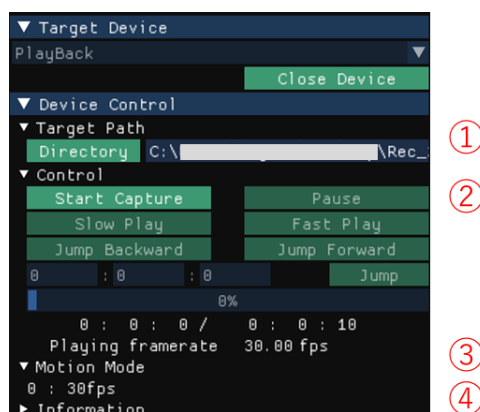 ▼ Target Device
PlayBack ▼
Close Device
▼ Device Control
▼ Target Path
Directory C:\ \Rec_
①
▼ Control
②
Start Capture Pause
Slow Play Fast Play
Jump Backward Jump Forward
0 : 0 : 0 Jump
0%
0 : 0 : 0 / 0 : 0 : 10
Playing framerate 30.00 fps
③
▼ Motion Mode
0 : 30fps
④
▶ Information